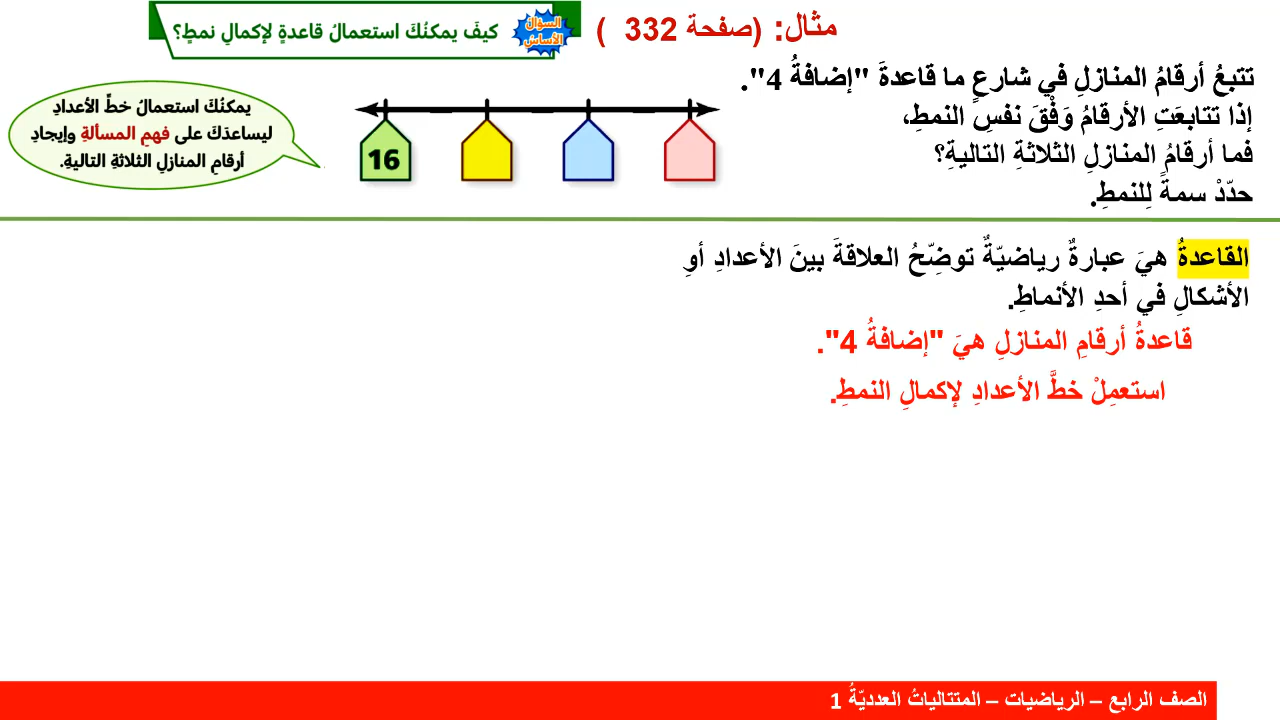 مثال: (صفحة 332 )
السؤال الأساس
كيفَ يمكنُكَ استعمالُ قاعدةٍ لإكمالِ نمطٍ؟
تتبعُ أرقامُ المنازلِ في شارعٍ ما قاعدةَ "إضافةُ 4".
إذا تتابعَتِ الأرقامُ وَفْقَ نفسِ النمطِ،
فما أرقامُ المنازلِ الثلاثةِ التاليةِ؟
حدّدْ سمةً لِلنمطِ.
16
يمكنُكَ استعمالُ خطِّ الأعدادِ
ليساعدَكَ على فهمِ المسألةِ وإيجادِ
أرقامِ المنازلِ الثلاثةِ التاليةِ.
القاعدةُ هيَ عبارةٌ رياضيّةٌ توضِّحُ العلاقةَ بينَ الأعدادِ أوِ
الأشكالِ في أحدِ الأنماطِ.
قاعدةُ أرقامِ المنازلِ هيَ "إضافةُ 4".
استعمِلْ خطَّ الأعدادِ لإكمالِ النمطِ.
الصف الرابع – الرياضيات – المتتالياتُ العدديّةُ 1